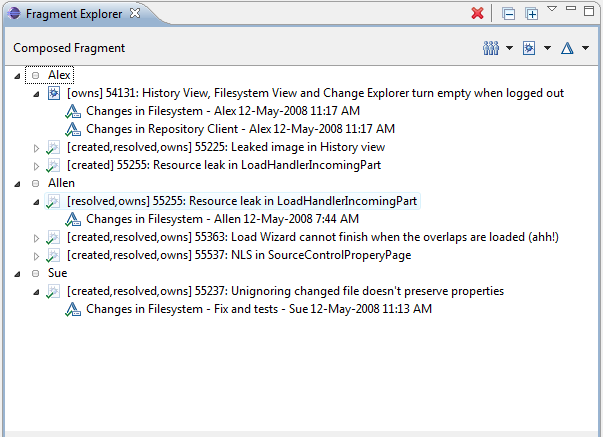 Fragment Explorer
Composed Fragment
Alex
[owns] 54131: History View, Filesystem View and Change Explorer turn empty when logged out
Changes in Filesystem - Alex 12-May-2008 11:17 AM
Changes in Repository Client - Alex 12-May-2008 11:17 AM
[created,resolved,owns] 55225: Leaked image in History view
[created] 55255: Resource leak in LoadHandlerIncomingPart
Allen
[resolved,owns] 55255: Resource leak in LoadHandlerIncomingPart
Changes in Filesystem - Allen 12-May-2008 7:44 AM
[created,resolved,owns] 55363: Load Wizard cannot finish when the overlaps are loaded (ahh!)
[created,resolved,owns] 55537: NLS in SourceControlProperyPage
Sue
[created,resolved,owns] 55237: Unignoring changed file doesn't preserve properties
Changes in Filesystem - Fix and tests - Sue 12-May-2008 11:13 AM